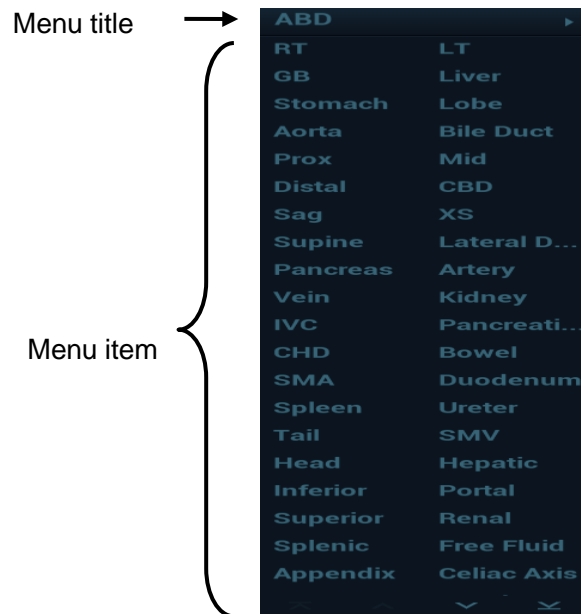 Menu title
ABD
RT LT
GB Liver
Stomach Lobe
Aorta Bile Duct
Prox Mid
Distal CBD
Sag XS
Supine Lateral D...
Pancreas Artery
Vein Kidney
IVC Pancreati...
Menu item
CHD Bowel
SMA Duodenum
Spleen Ureter
Tail SMV
Head Hepatic
Inferior Portal
Superior Renal
Splenic Free Fluid
Appendix Celiac Axis